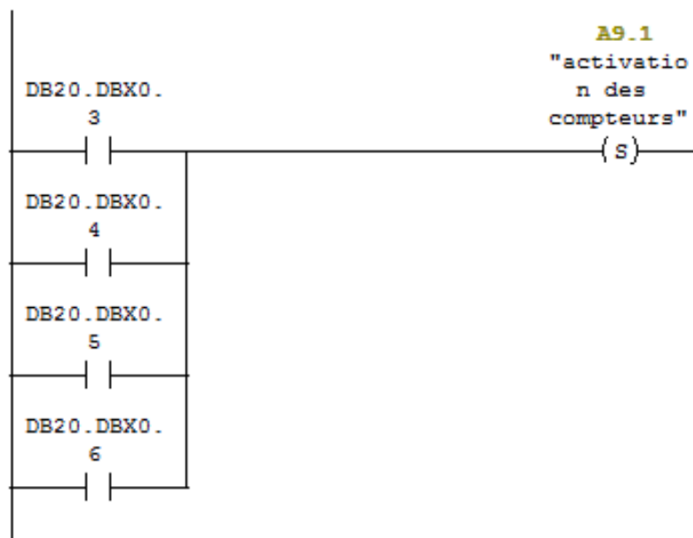 A9.1
"activatio
n des
compteurs"
(S)
DB20.DBX0.
3
DB20.DBX0.
4
DB20.DBX0.
5
DB20.DBX0.
6